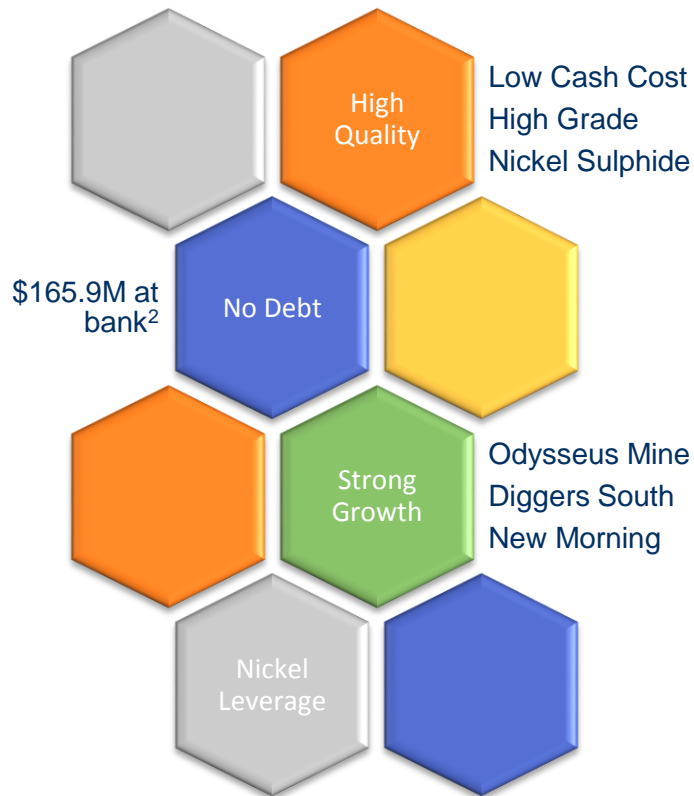 High
Quality
Low Cash Cost
High Grade
Nickel Sulphide
$165.9M at
bank²
No Debt
Strong
Growth
Odysseus Mine
Diggers South
New Morning
Nickel
Leverage